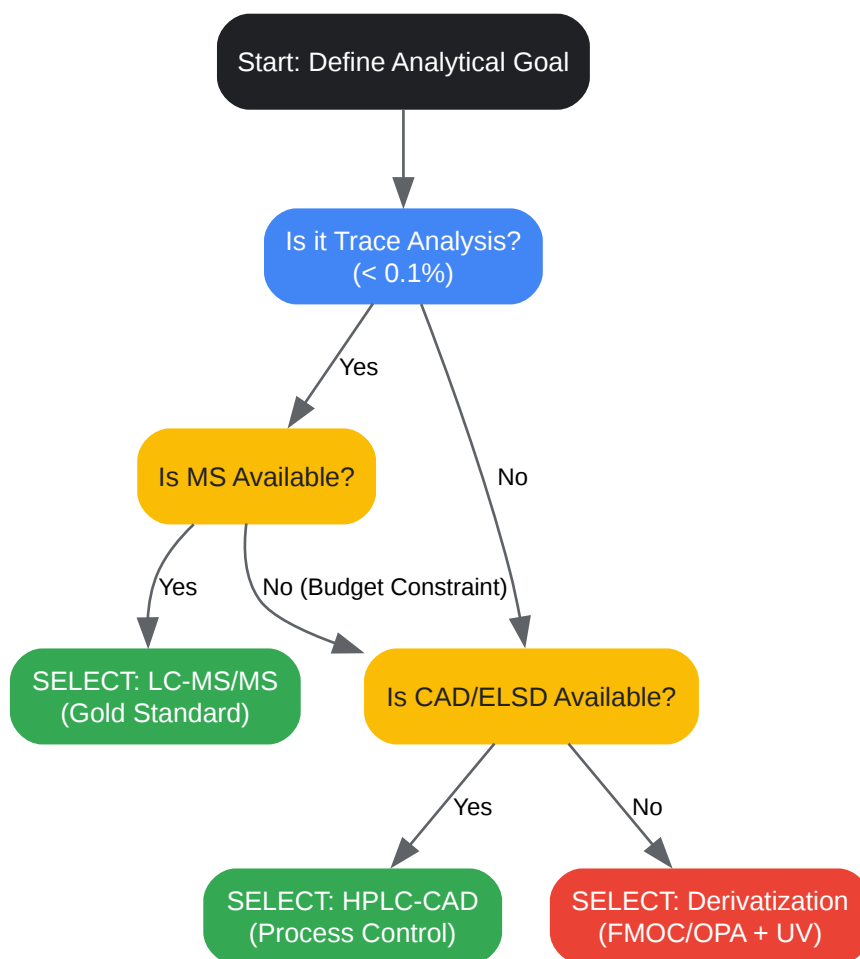 Start: Define Analytical Goal
Is it Trace Analysis?
(< 0.1%)
Yes
No
Is MS Available?
Yes
No (Budget Constraint)
SELECT: LC-MS/MS
(Gold Standard)
Is CAD/ELSD Available?
Yes
No
SELECT: HPLC-CAD
(Process Control)
SELECT: Derivatization
(FMOC/OPA + UV)